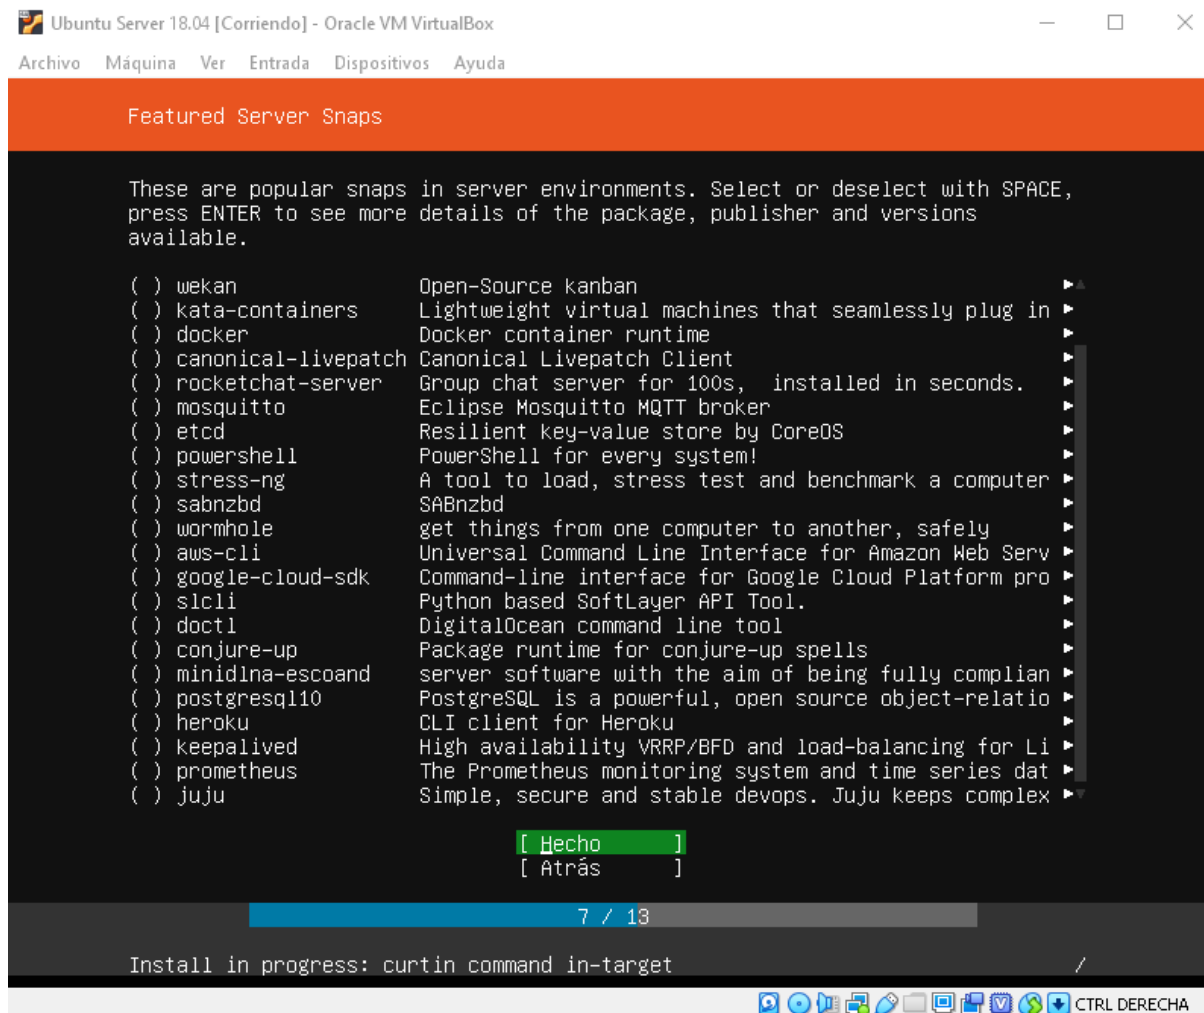 Ubuntu Server 18.04 [Corriendo] - Oracle VM VirtualBox
Archivo Máquina Ver Entrada Dispositivos Ayuda
Featured Server Snaps
These are popular snaps in server environments. Select or deselect with SPACE,
press ENTER to see more details of the package, publisher and versions
available.
( ) wekan Open-Source kanban ►
( ) kata-containers Lightweight virtual machines that seamlessly plug in ►
( ) docker Docker container runtime ►
( ) canonical-livepatch Canonical Livepatch Client ►
( ) rocketchat-server Group chat server for 100s, installed in seconds. ►
( ) mosquitto Eclipse Mosquitto MQTT broker ►
( ) etcd Resilient key-value store by CoreOS ►
( ) powershell PowerShell for every system! ►
( ) stress-ng A tool to load, stress test and benchmark a computer ►
( ) sabnzbd SABnzbd ►
( ) wormhole get things from one computer to another, safely ►
( ) aws-cli Universal Command Line Interface for Amazon Web Serv ►
( ) google-cloud-sdk Command-line interface for Google Cloud Platform pro ►
( ) slcli Python based SoftLayer API Tool. ►
( ) doctl DigitalOcean command line tool ►
( ) conjure-up Package runtime for conjure-up spells ►
( ) minidlna-escoand server software with the aim of being fully complian ►
( ) postgresql10 PostgreSQL is a powerful, open source object-relatio ►
( ) heroku CLI client for Heroku ►
( ) keepalived High availability VRRP/BFD and load-balancing for Li ►
( ) prometheus The Prometheus monitoring system and time series dat ►
( ) juju Simple, secure and stable devops. Juju keeps complex ►
[ Hecho ]
[ Atrás ]
7 / 13
Install in progress: curtin command in-target /
CTRL DERECHA